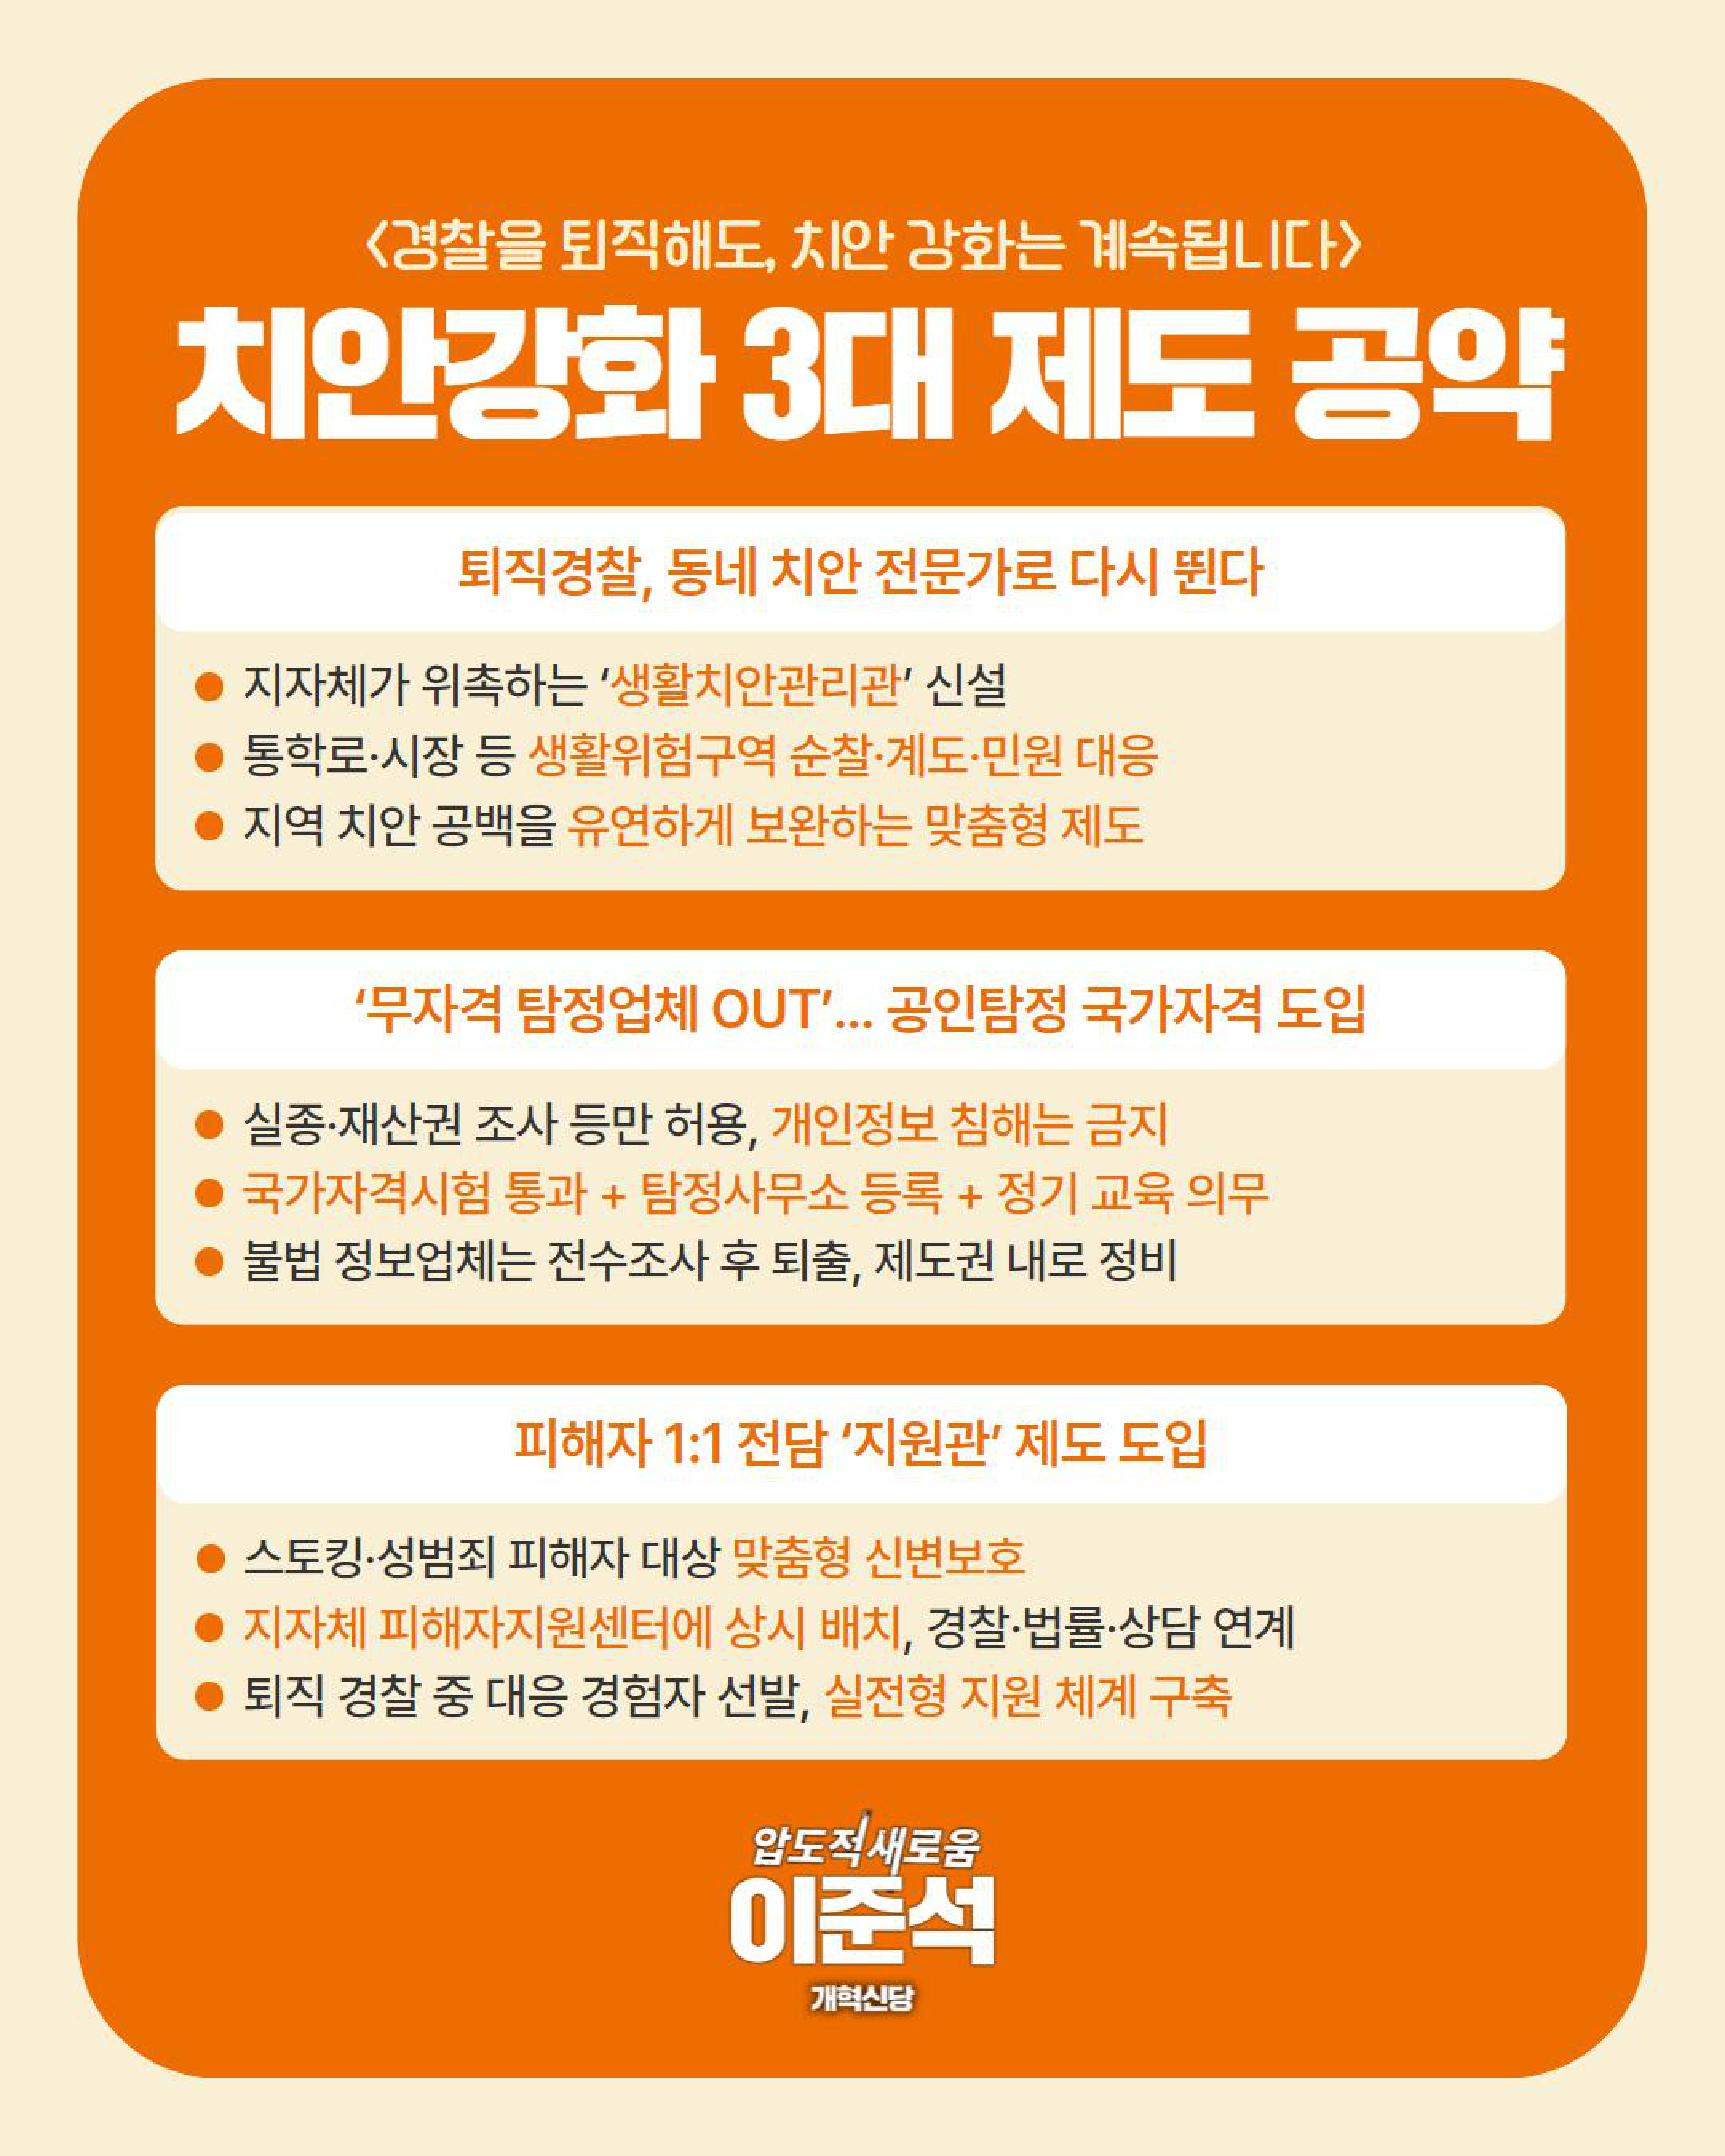 〈경찰을 퇴직해도, 치안 강화는 계속됩니다〉
치안강화 3대 제도 공약
퇴직경찰, 동네 치안 전문가로 다시 뛴다
● 지자체가 위촉하는 ‘생활치안관리관’ 신설
● 통학로·시장 등 생활위험구역 순찰·계도·민원 대응
● 지역 치안 공백을 유연하게 보완하는 맞춤형 제도
‘무자격 탐정업체 OUT’... 공인탐정 국가자격 도입
● 실종·재산권 조사 등만 허용, 개인정보 침해는 금지
● 국가자격시험 통과 + 탐정사무소 등록 + 정기 교육 의무
● 불법 정보업체는 전수조사 후 퇴출, 제도권 내로 정비
피해자 1:1 전담 ‘지원관’ 제도 도입
● 스토킹·성범죄 피해자 대상 맞춤형 신변보호
● 지자체 피해자지원센터에 상시 배치, 경찰·법률·상담 연계
● 퇴직 경찰 중 대응 경험자 선발, 실전형 지원 체계 구축
압도적새로움
이준석
개혁신당